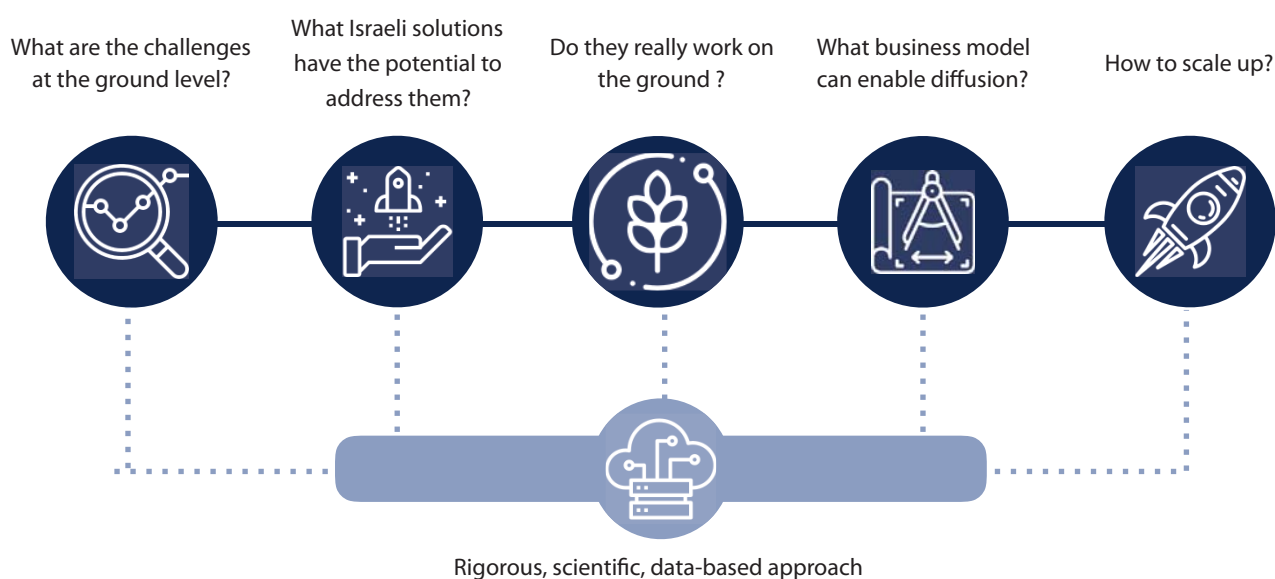 What are the challenges
at the ground level?
What Israeli solutions
have the potential to
address them?
Do they really work on
the ground ?
What business model
can enable diffusion?
How to scale up?
Rigorous, scientific, data-based approach